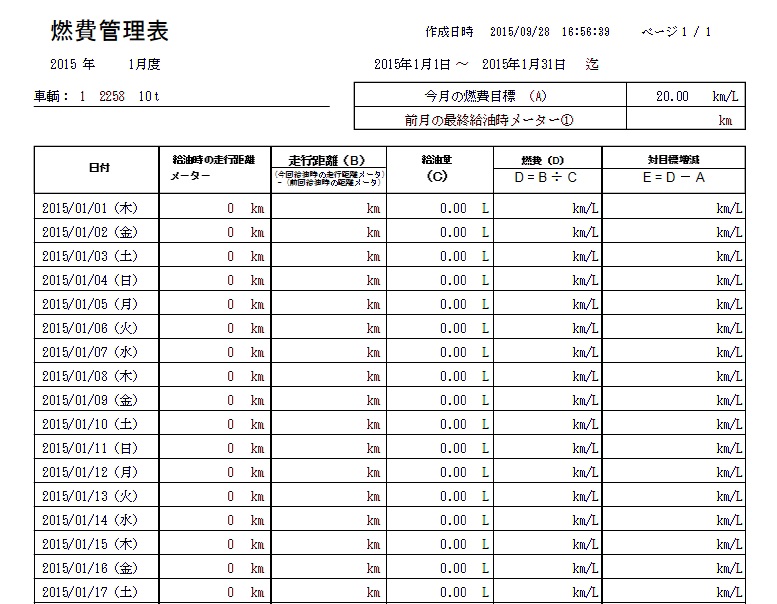 燃費管理表
作成日時 2015/09/28 16:56:39 ページ 1 / 1
2015 年 1月度 2015年1月1日 ～ 2015年1月31日 迄
車輌： 1 2258 10t
今月の燃費目標 （A） 20.00 km/L
前月の最終給油時メーター① km
日付 給油時の走行距離メーター 走行距離（B） 給油量（C） 燃費（D） 対目標増減
(今回給油時の走行距離メータ)
-（前回給油時の距離メータ）
D＝B÷C E＝D－A
2015/01/01（木） 0 km km 0.00 L km/L km/L
2015/01/02（金） 0 km km 0.00 L km/L km/L
2015/01/03（土） 0 km km 0.00 L km/L km/L
2015/01/04（日） 0 km km 0.00 L km/L km/L
2015/01/05（月） 0 km km 0.00 L km/L km/L
2015/01/06（火） 0 km km 0.00 L km/L km/L
2015/01/07（水） 0 km km 0.00 L km/L km/L
2015/01/08（木） 0 km km 0.00 L km/L km/L
2015/01/09（金） 0 km km 0.00 L km/L km/L
2015/01/10（土） 0 km km 0.00 L km/L km/L
2015/01/11（日） 0 km km 0.00 L km/L km/L
2015/01/12（月） 0 km km 0.00 L km/L km/L
2015/01/13（火） 0 km km 0.00 L km/L km/L
2015/01/14（水） 0 km km 0.00 L km/L km/L
2015/01/15（木） 0 km km 0.00 L km/L km/L
2015/01/16（金） 0 km km 0.00 L km/L km/L
2015/01/17（土） 0 km km 0.00 L km/L km/L